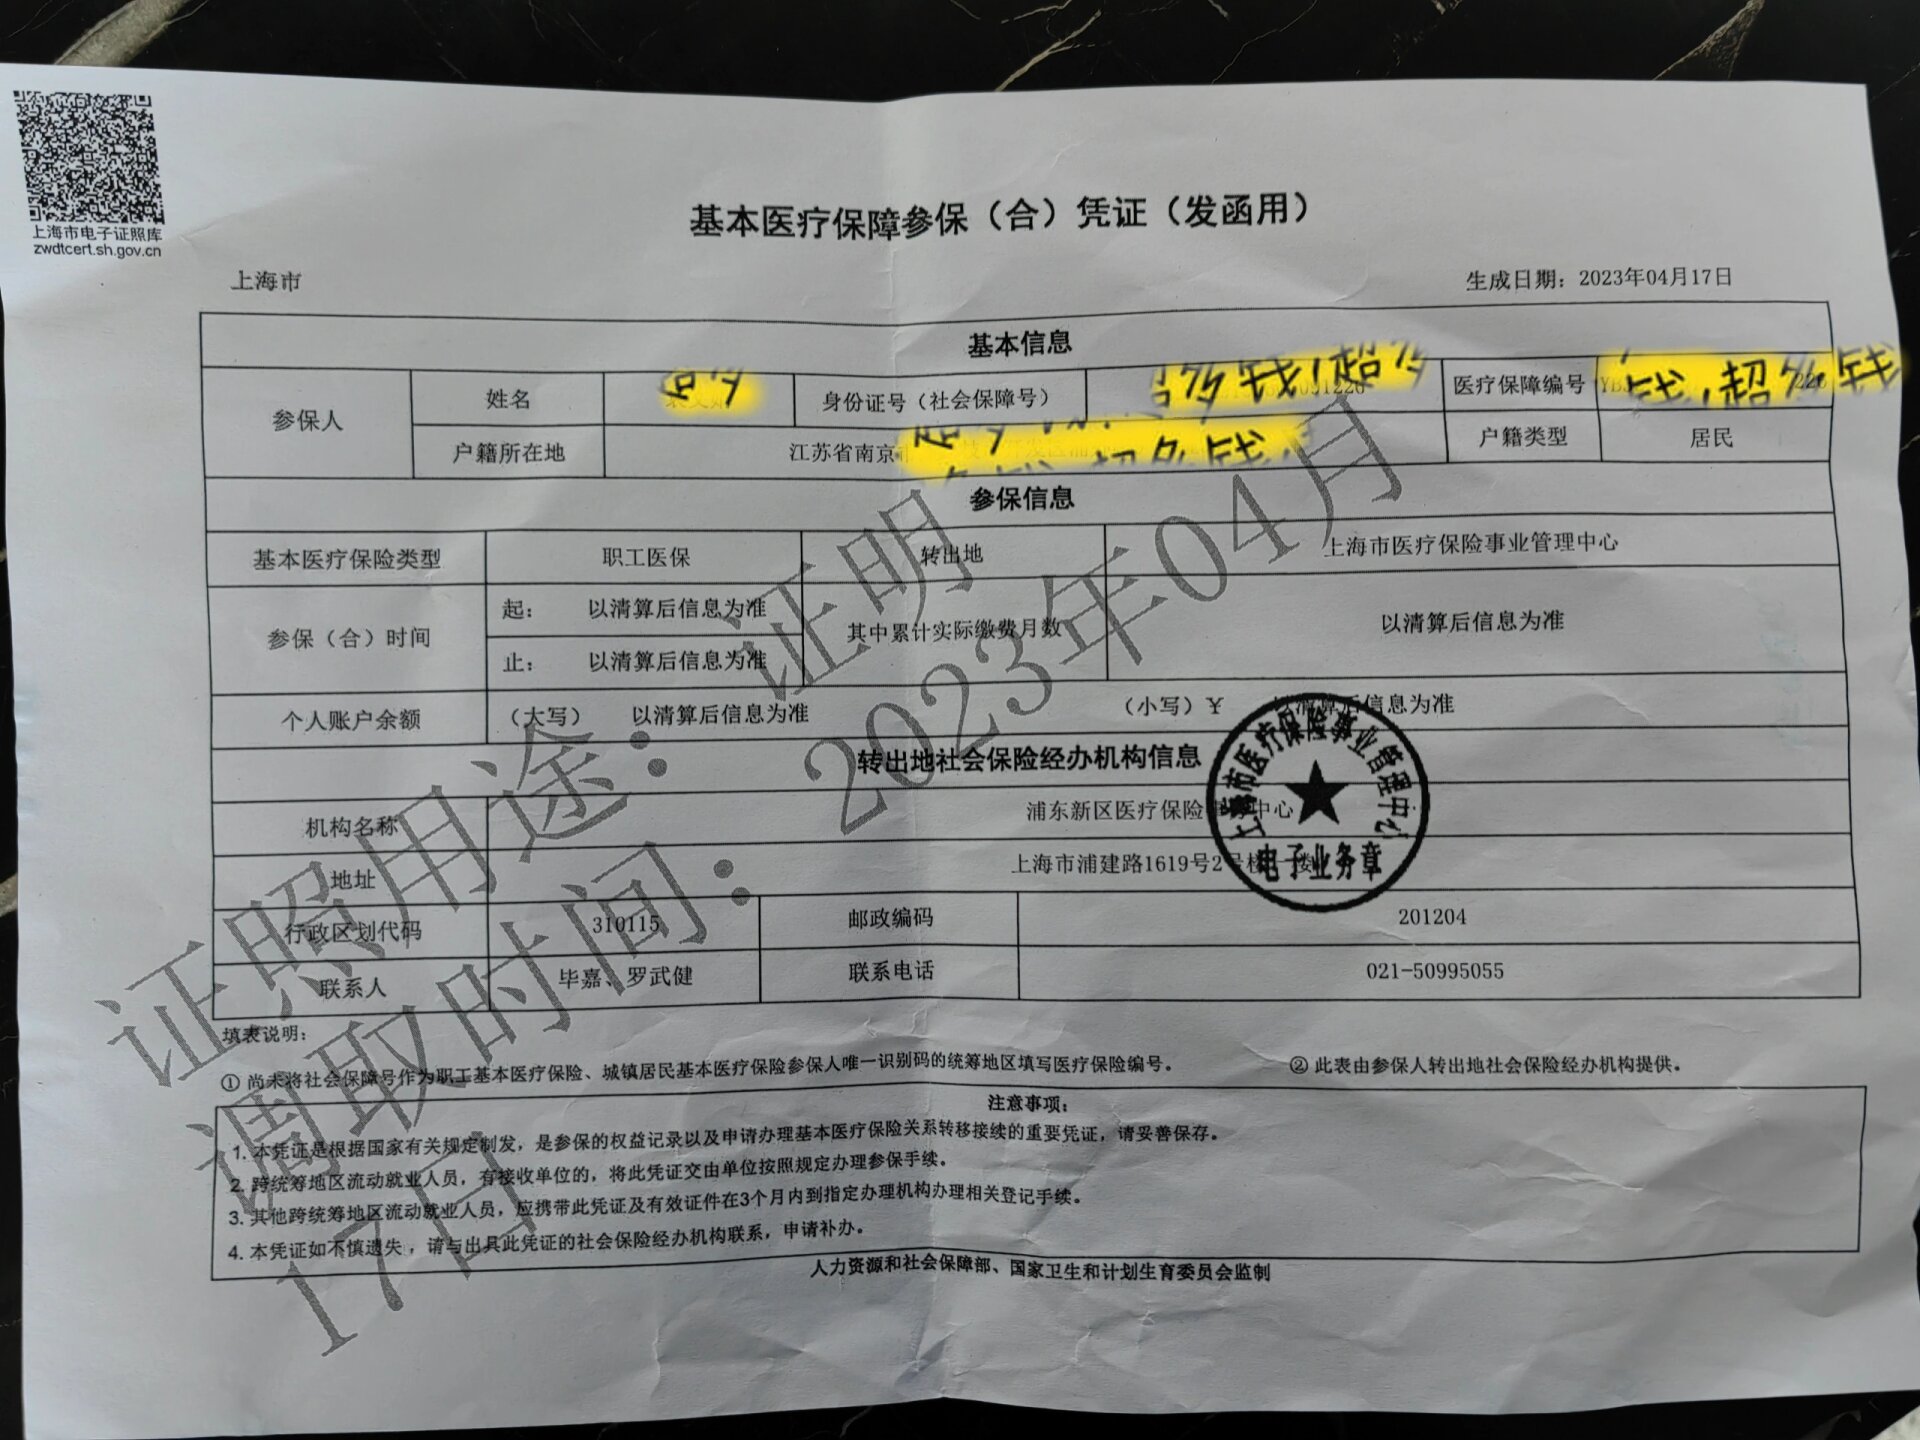 上海市电子证照库
zwdtcert.sh.gov.cn
基本医疗保障参保（合）凭证（发函用）
上海市
生成日期：2023年04月17日
基本信息
参保人
姓名
身份证号（社会保障号）
医疗保障编号
户籍所在地
江苏省南京
户籍类型
居民
参保信息
基本医疗保险类型
职工医保
转出地
上海市医疗保险事业管理中心
参保（合）时间
起： 以清算后信息为准
止： 以清算后信息为准
其中累计实际缴费月数
以清算后信息为准
个人账户余额
（大写） 以清算后信息为准
（小写）¥ 以清算后信息为准
转出地社会保险经办机构信息
机构名称
浦东新区医疗保险中心
地址
上海市浦建路1619号2号楼一楼
行政区划代码
310115
邮政编码
201204
联系人
毕嘉、罗武健
联系电话
021-50995055
上海市医疗保险事业管理中心
电子业务章
填表说明：
① 尚未将社会保障号作为职工基本医疗保险、城镇居民基本医疗保险参保人唯一识别码的统筹地区填写医疗保险编号。
② 此表由参保人转出地社会保险经办机构提供。
注意事项：
1. 本凭证是根据国家有关规定制发，是参保的权益记录以及申请办理基本医疗保险关系转移接续的重要凭证，请妥善保存。
2. 跨统筹地区流动就业人员，有接收单位的，将此凭证交由单位按照规定办理参保手续。
3. 其他跨统筹地区流动就业人员，应携带此凭证及有效证件在3个月内到指定办理机构办理相关登记手续。
4. 本凭证如不慎遗失，请与出具此凭证的社会保险经办机构联系，申请补办。
人力资源和社会保障部、国家卫生和计划生育委员会监制
证照用途：证明
调取时间：2023年04月
17日